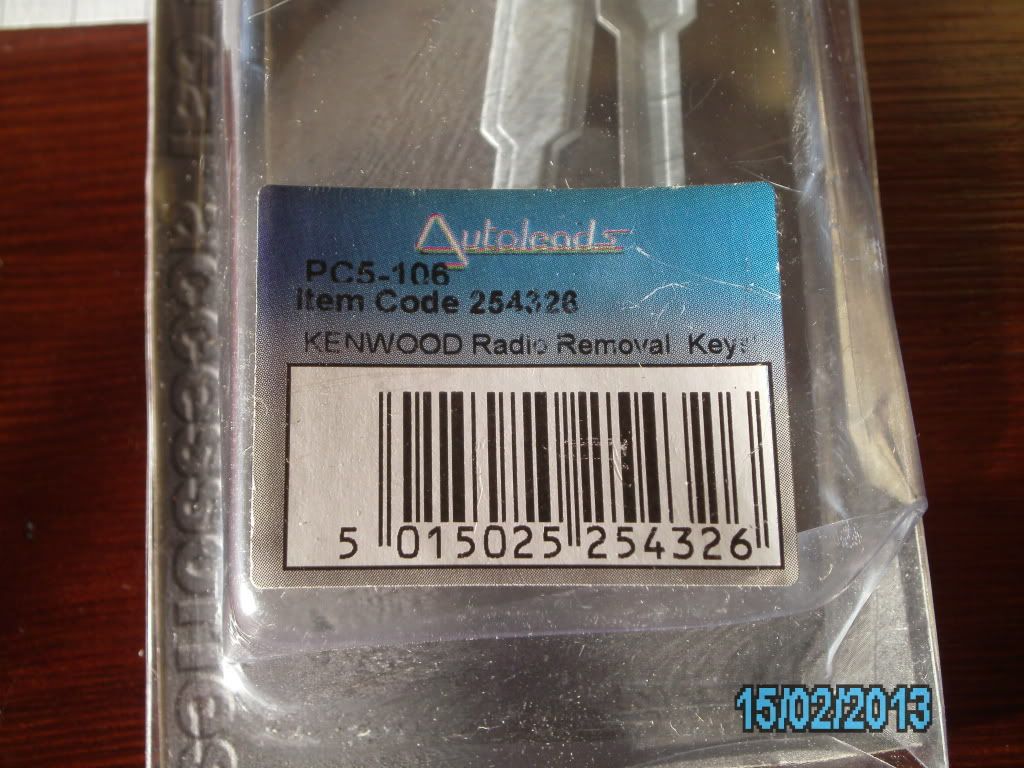 Autoleads
PC5-106
Item Code 254326
KENWOOD Radio Removal Keys
5 015025 254326
15/02/2013